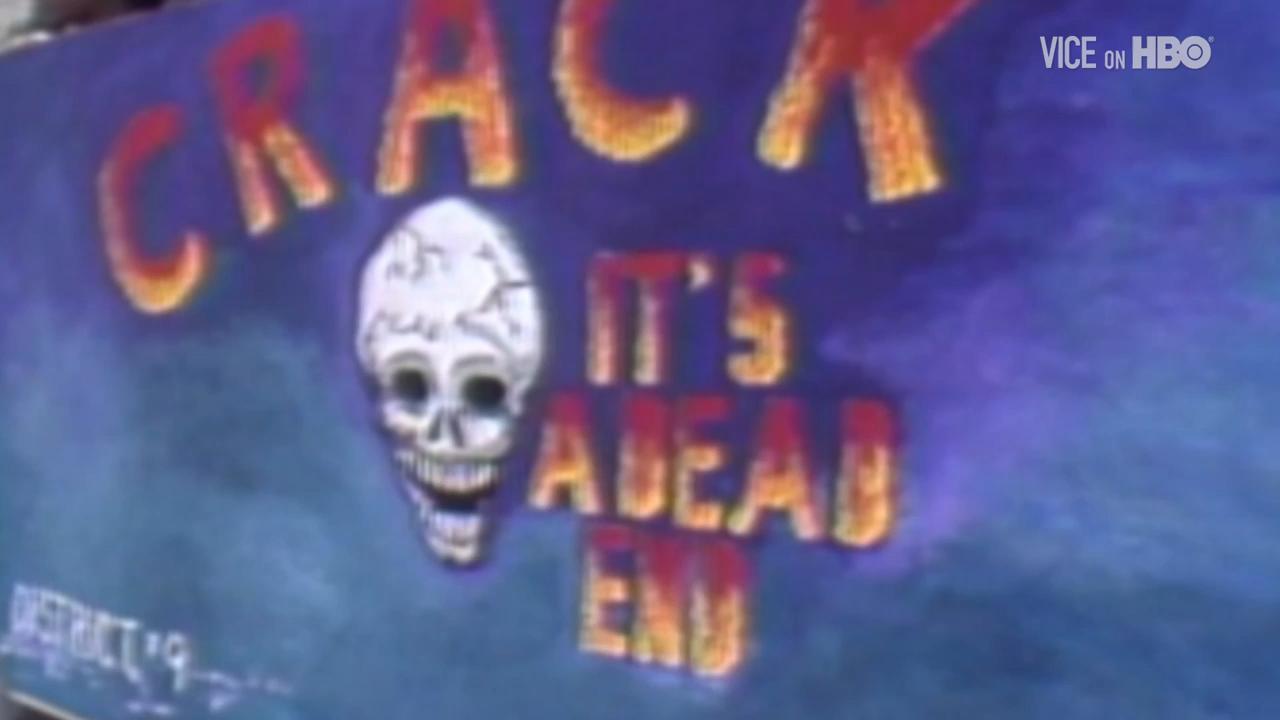 VICE ON HBO®
CRACK
IT'S
A DEAD
END
DISTRICT #9